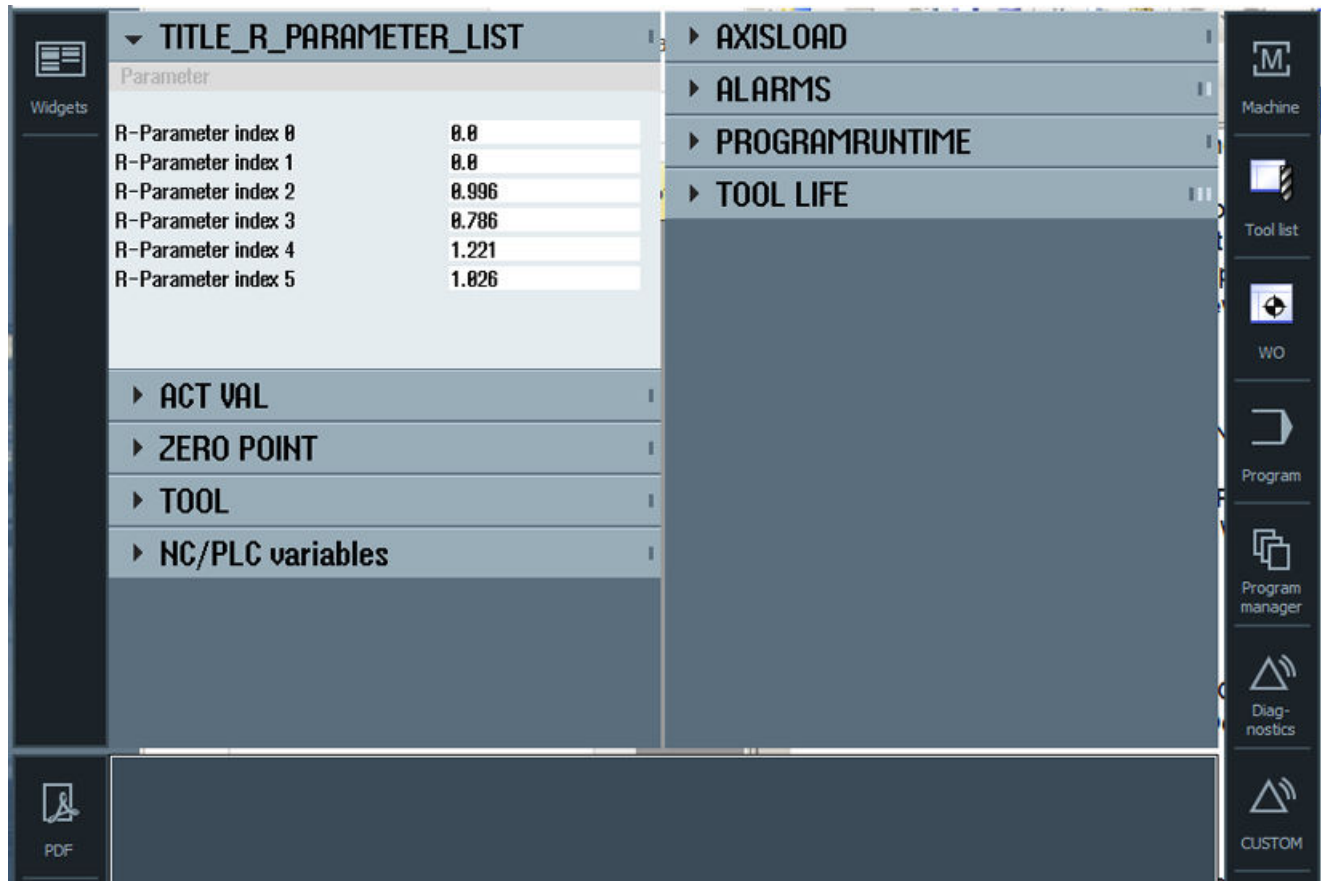 Widgets
TITLE_R_PARAMETER_LIST
Parameter
R-Parameter index 0 0.0
R-Parameter index 1 0.0
R-Parameter index 2 0.996
R-Parameter index 3 0.786
R-Parameter index 4 1.221
R-Parameter index 5 1.026
ACT VAL
ZERO POINT
TOOL
NC/PLC variables
AXISLOAD
ALARMS
PROGRAMRUNTIME
TOOL LIFE
M
Machine
Tool list
WO
Program
Program
manager
Diag-
nostics
CUSTOM
PDF